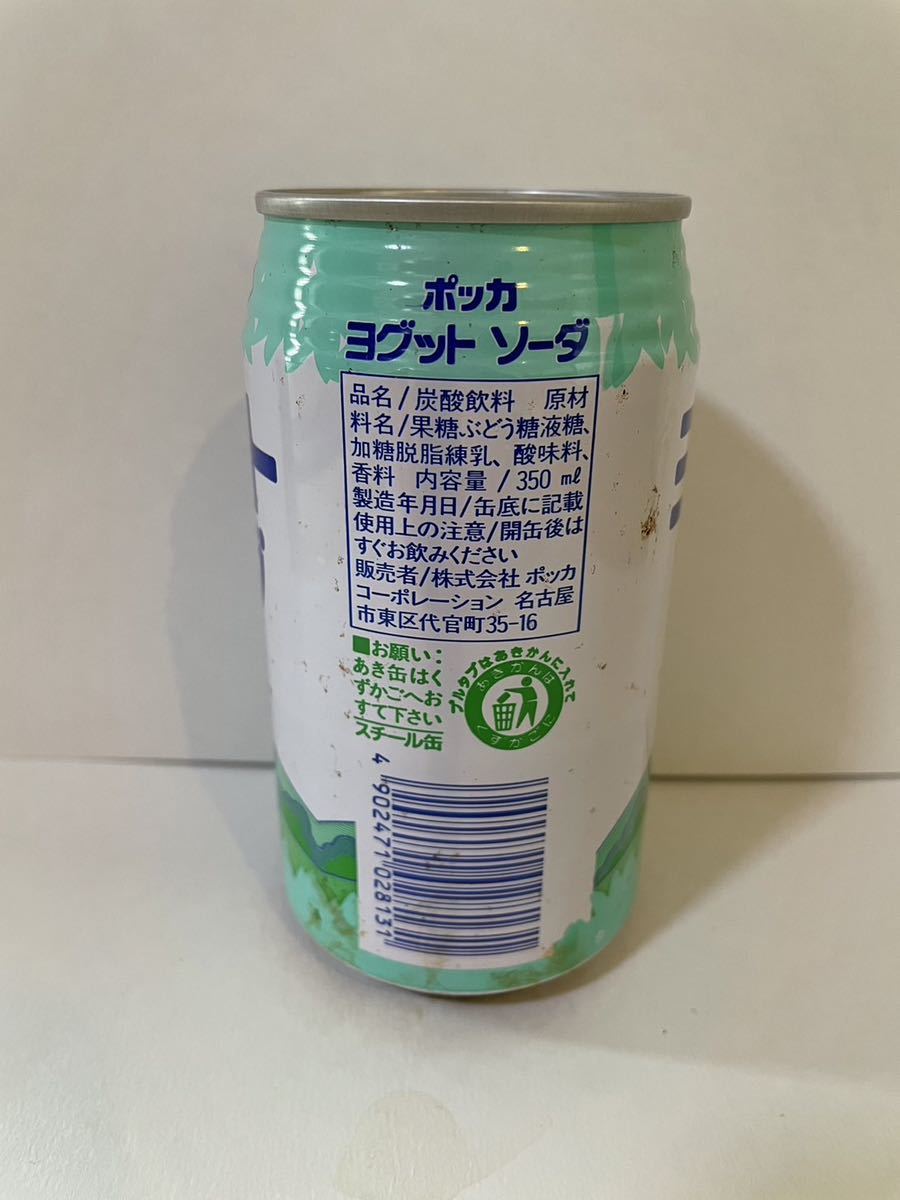 ポッカ
ヨグット ソーダ
品名/炭酸飲料 原材
料名/果糖ぶどう糖液糖、
加糖脱脂練乳、酸味料、
香料 内容量/350 ml
製造年月日/缶底に記載
使用上の注意/開缶後は
すぐお飲みください
販売者/株式会社 ポッカ
コーポレーション 名古屋
市東区代官町35-16
■お願い:
あき缶はく
ずかごへお
すて下さい
スチール缶
プルタブはあきかんに入れて
あきかんは
くずかごに
4902471028131